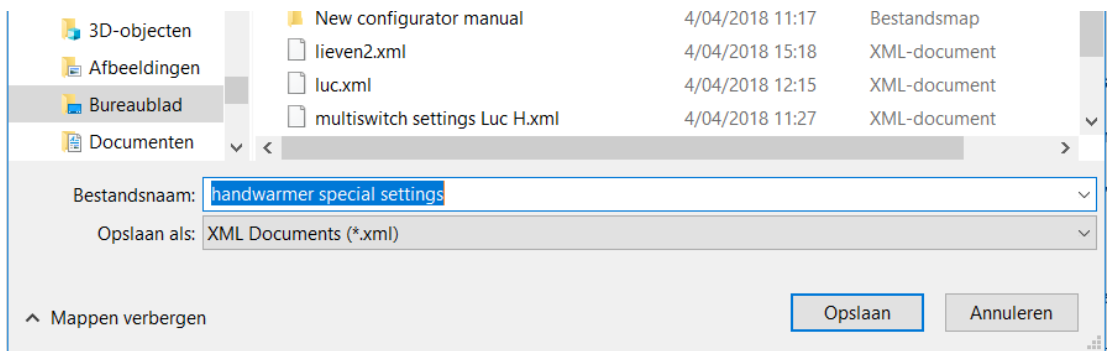 3D-objecten
Afbeeldingen
Bureaublad
Documenten
New configurator manual 4/04/2018 11:17 Bestandsmap
lieven2.xml 4/04/2018 15:18 XML-document
luc.xml 4/04/2018 12:15 XML-document
multiswitch settings Luc H.xml 4/04/2018 11:27 XML-document
Bestandsnaam: handwarmer special settings
Opslaan als: XML Documents (*.xml)
Mappen verbergen
Opslaan
Annuleren